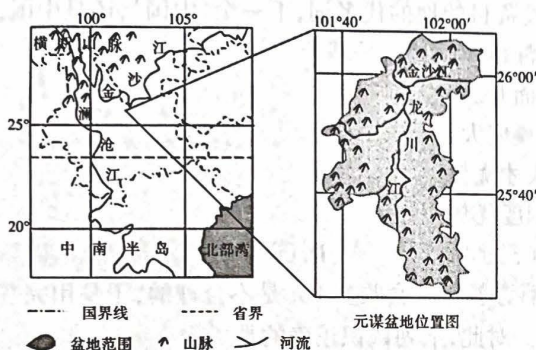 100° 105°
横断山脉
金沙江
澜沧江
25°
20°
中南半岛
北部湾
国界线 省界
盆地范围 山脉 河流
101°40′ 102°00′
金沙江
龙川江
26°00′
25°40′
元谋盆地位置图